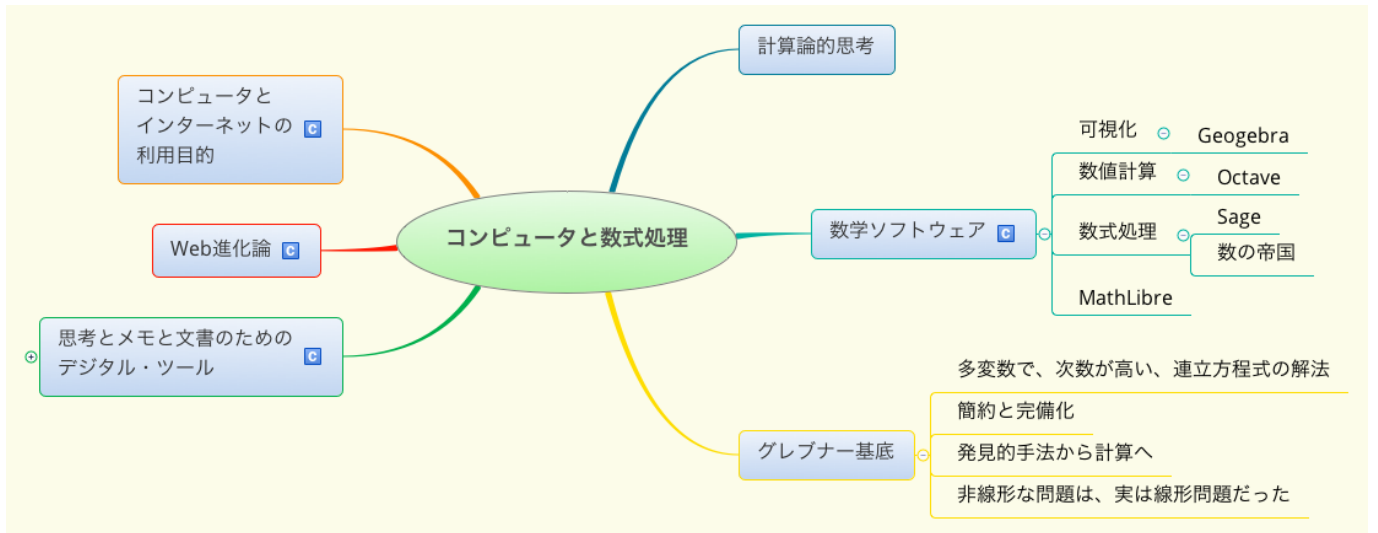 計算論的思考
コンピュータと
インターネットの
利用目的
C
可視化
Geogebra
数値計算
Octave
数学ソフトウェア
C
数式処理
Sage
数の帝国
MathLibre
コンピュータと数式処理
Web進化論
C
思考とメモと文書のための
デジタル・ツール
C
グレブナー基底
多変数で、次数が高い、連立方程式の解法
簡約と完備化
発見的手法から計算へ
非線形な問題は、実は線形問題だった